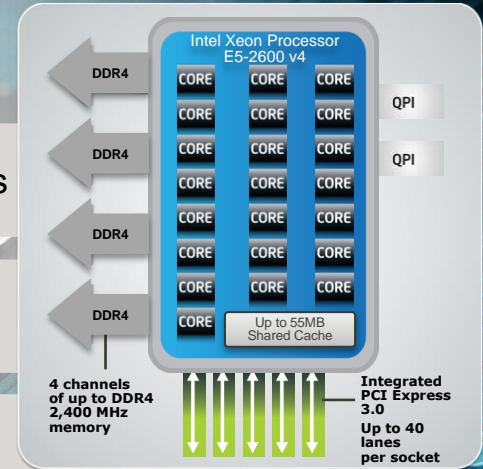 Intel Xeon Processor
E5-2600 v4
DDR4
CORE CORE CORE
QPI
CORE CORE CORE
DDR4
CORE CORE CORE
QPI
s
CORE CORE CORE
DDR4
CORE CORE CORE
CORE CORE CORE
CORE CORE CORE
DDR4
CORE
Up to 55MB
Shared Cache
4 channels
of up to DDR4
2,400 MHz
memory
Integrated
PCI Express
3.0
Up to 40
lanes
per socket